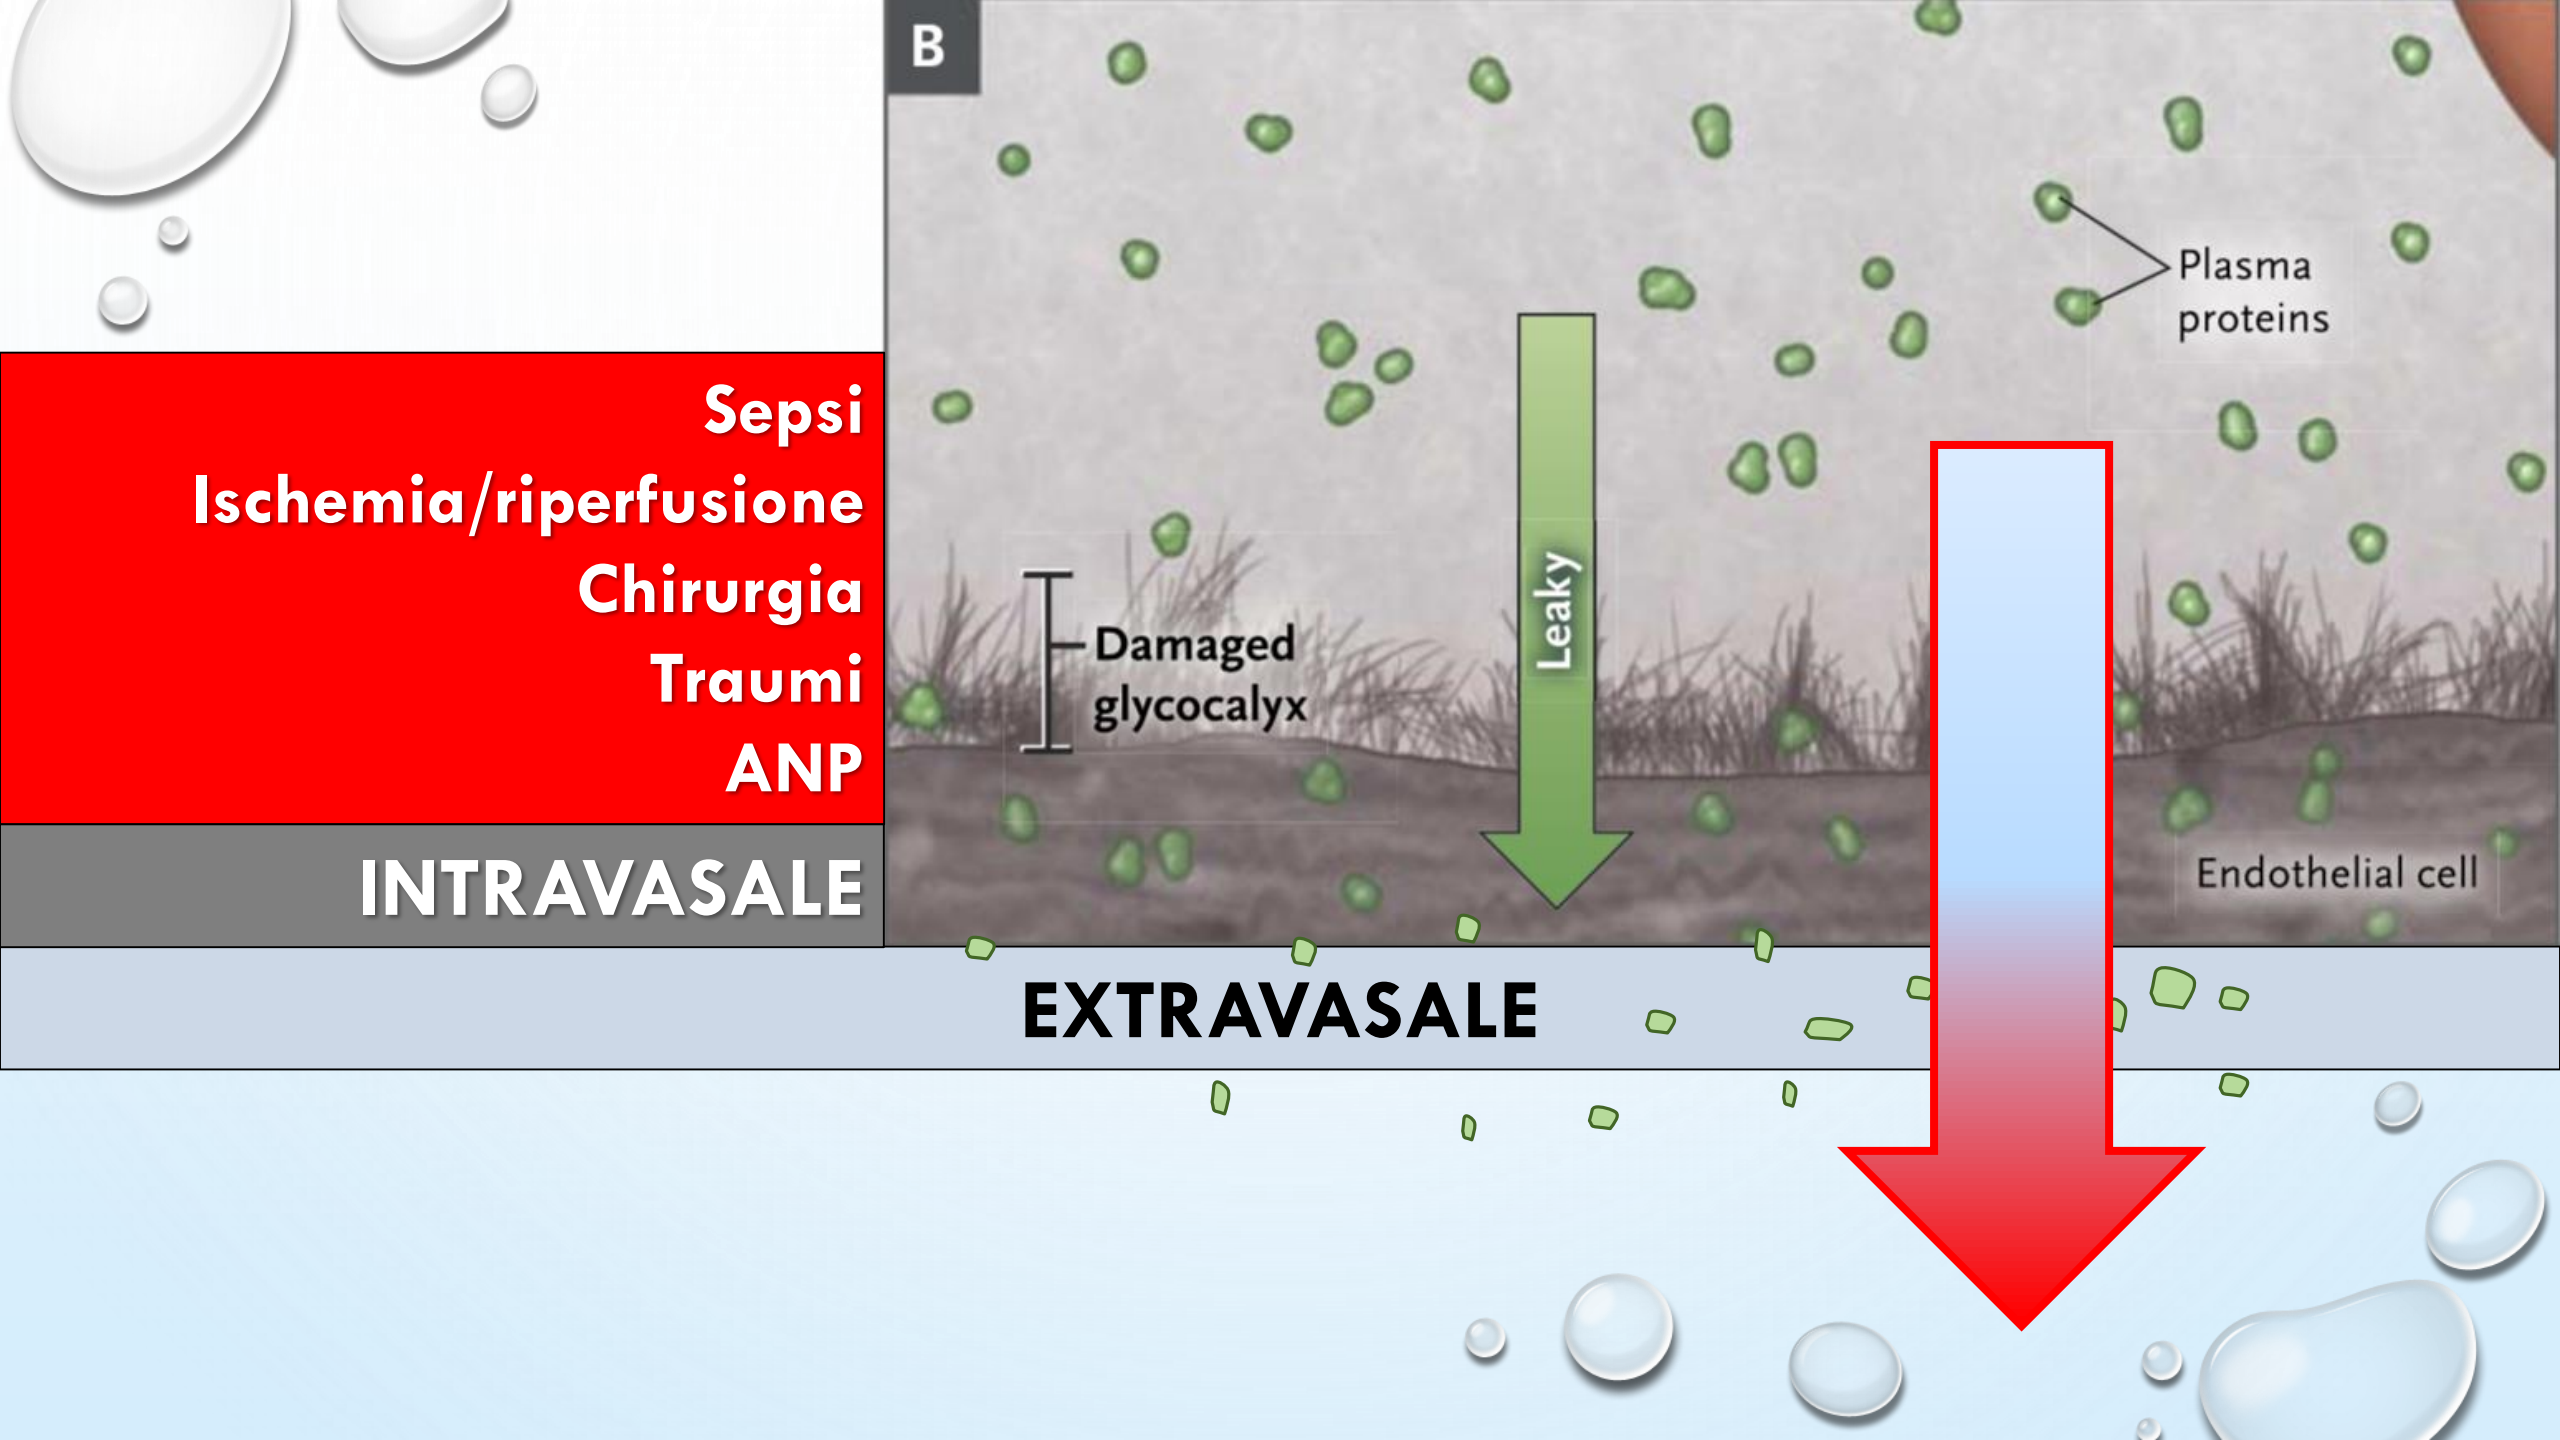 B
Plasma
proteins
Sepsi
Ischemia/riperfusione
Chirurgia
Traumi
ANP
Leaky
Damaged
glycocalyx
INTRAVASALE
Endothelial cell
EXTRAVASALE